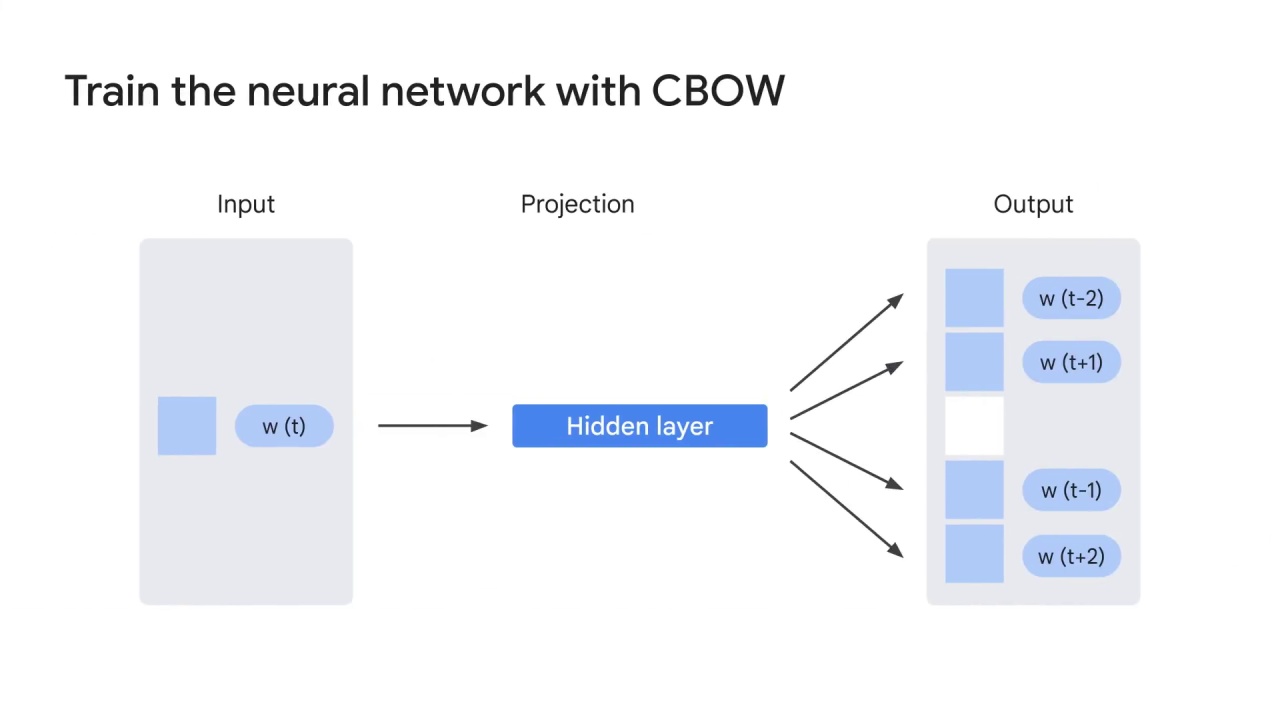 Train the neural network with CBOW
Input
Projection
Output
w (t)
Hidden layer
w (t-2)
w (t+1)
w (t-1)
w (t+2)